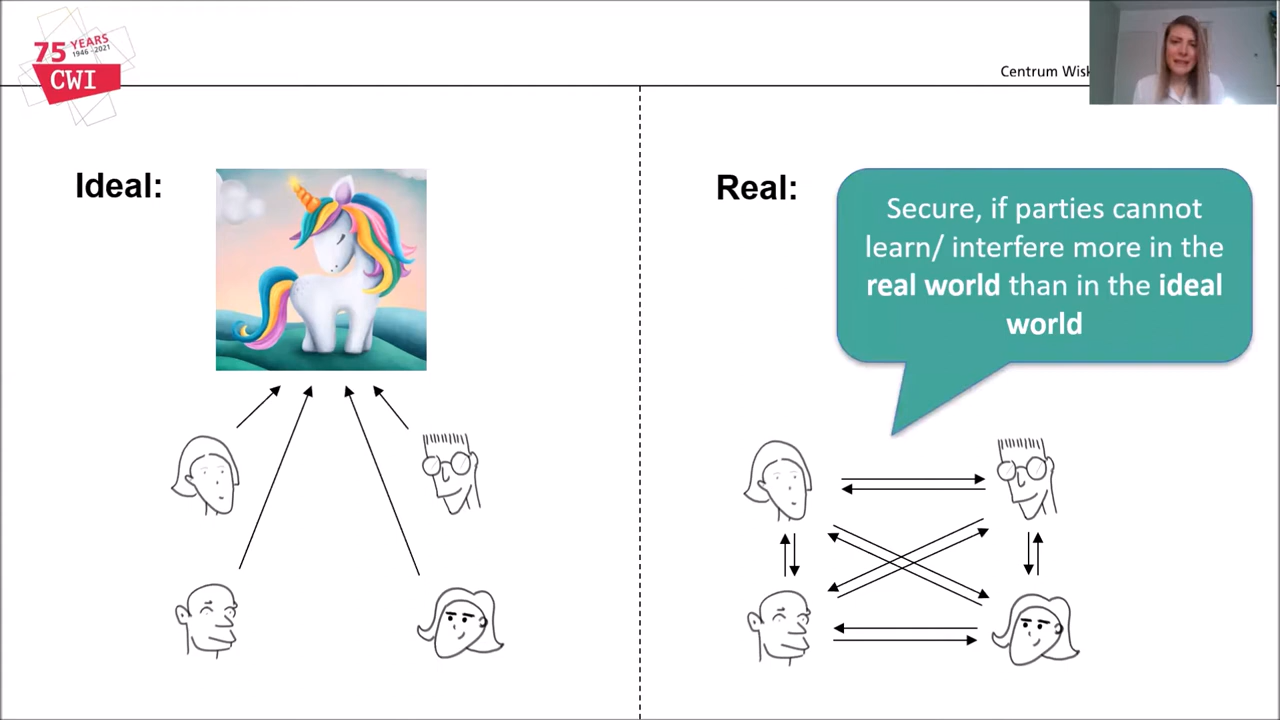 75 YEARS
1946 - 2021
CWI
Centrum
Ideal:
Real:
Secure, if parties cannot
learn/ interfere more in the
real world than in the ideal
world